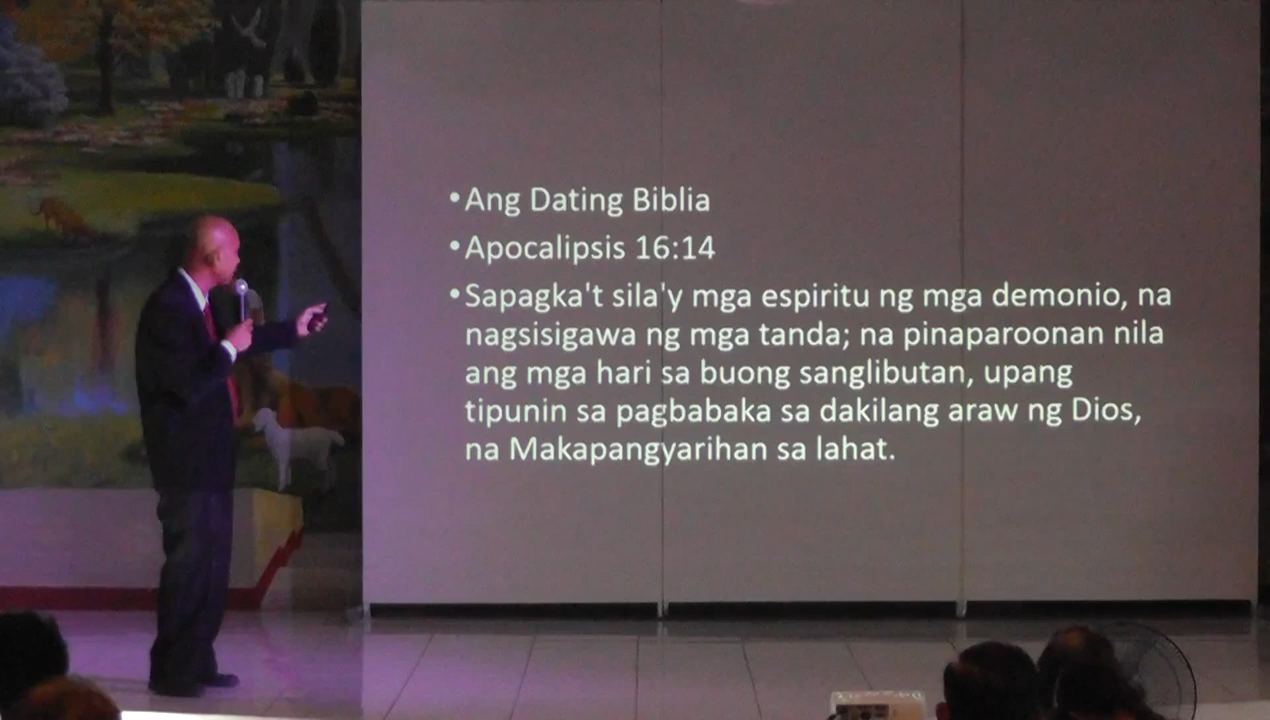 •Ang Dating Biblia
•Apocalipsis 16:14
•Sapagka't sila'y mga espiritu ng mga demonio, na
nagsisigawa ng mga tanda; na pinaparoonan nila
ang mga hari sa buong sanglibutan, upang
tipunin sa pagbabaka sa dakilang araw ng Dios,
na Makapangyarihan sa lahat.